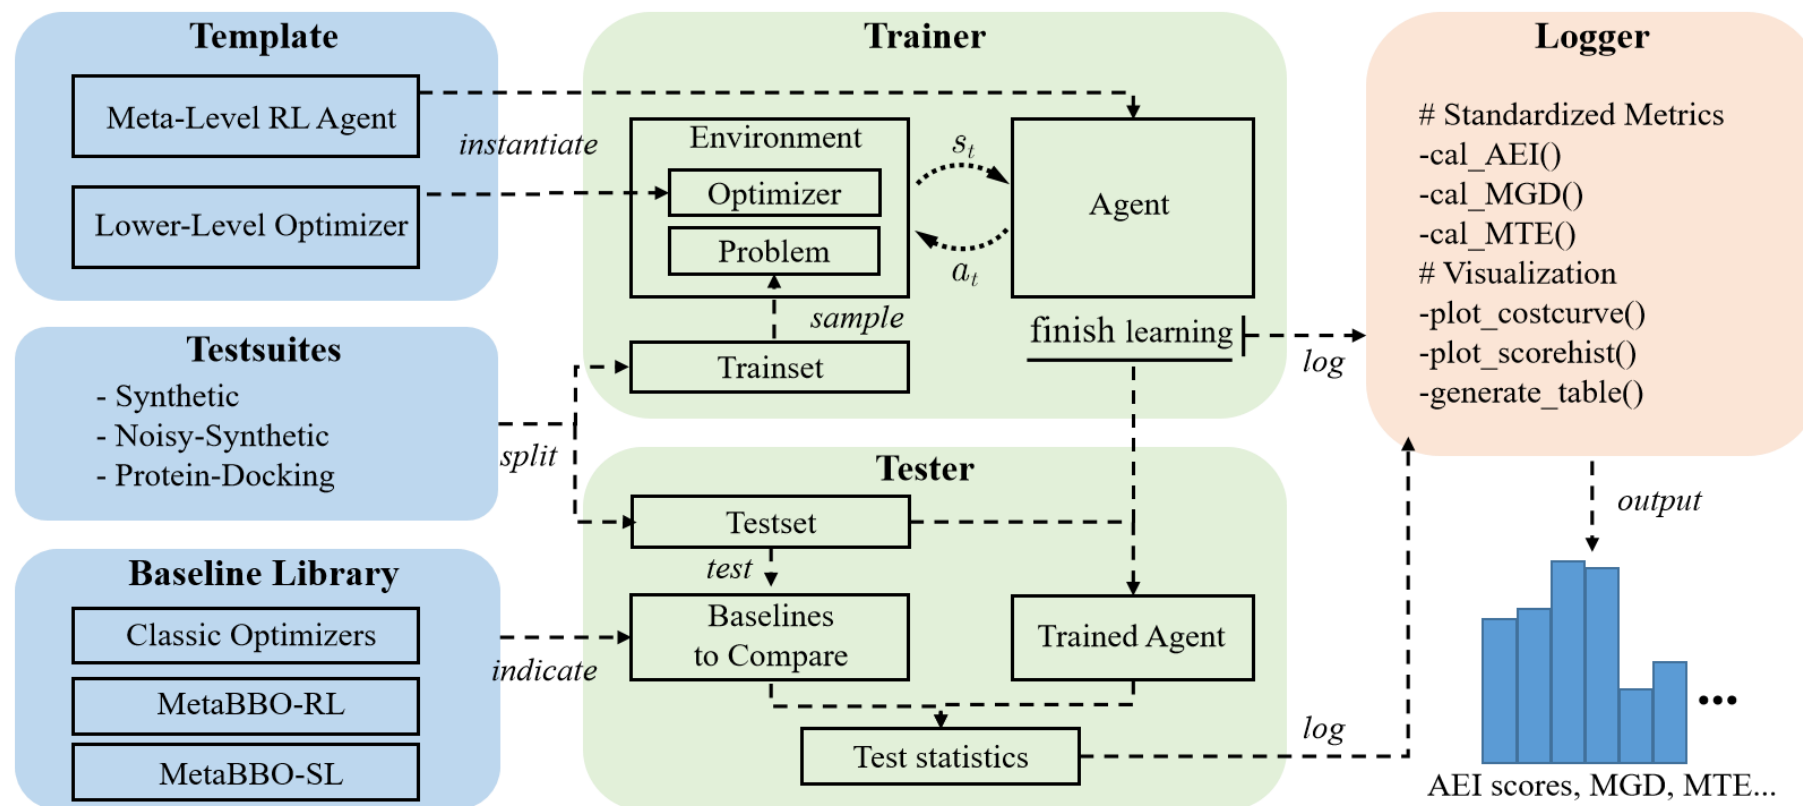 Template
Meta-Level RL Agent
Lower-Level Optimizer
instantiate
Testsuites
- Synthetic
- Noisy-Synthetic
- Protein-Docking
split
Baseline Library
Classic Optimizers
MetaBBO-RL
MetaBBO-SL
indicate
Trainer
Environment
Optimizer
Problem
sample
Trainset
s_t
a_t
Agent
finish learning
log
Tester
Testset
test
Baselines
to Compare
Trained Agent
Test statistics
log
Logger
# Standardized Metrics
-cal_AEI()
-cal_MGD()
-cal_MTE()
# Visualization
-plot_costcurve()
-plot_scorehist()
-generate_table()
output
...
AEI scores, MGD, MTE...